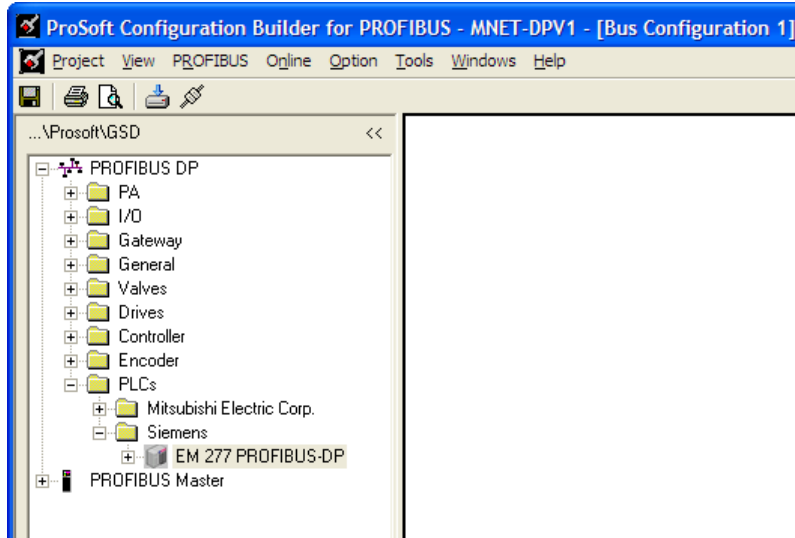 ProSoft Configuration Builder for PROFIBUS - MNET-DPV1 - [Bus Configuration 1]
Project View PROFIBUS Online Option Tools Windows Help
...\Prosoft\GSD <<
PROFIBUS DP
PA
I/O
Gateway
General
Valves
Drives
Controller
Encoder
PLCs
Mitsubishi Electric Corp.
Siemens
EM 277 PROFIBUS-DP
PROFIBUS Master